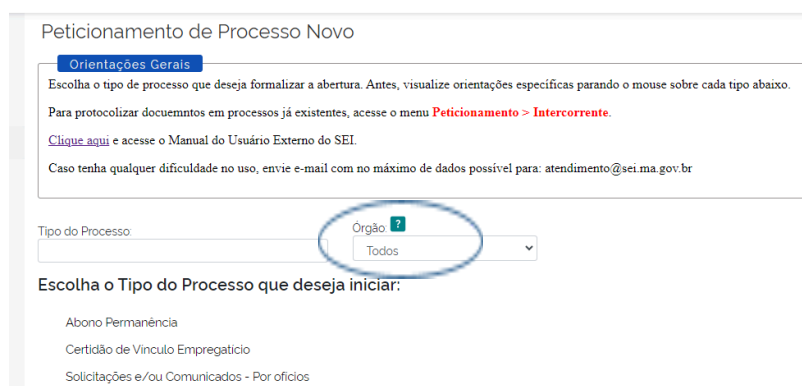 Peticionamento de Processo Novo
Orientações Gerais
Escolha o tipo de processo que deseja formalizar a abertura. Antes, visualize orientações específicas parando o mouse sobre cada tipo abaixo.
Para protocolizar docuemntos em processos já existentes, acesse o menu Peticionamento > Intercorrente.
Clique aqui e acesse o Manual do Usuário Externo do SEI.
Caso tenha qualquer dificuldade no uso, envie e-mail com no máximo de dados possível para: atendimento@sei.ma.gov.br
Tipo do Processo: Órgão: ?
Todos
Escolha o Tipo do Processo que deseja iniciar:
Abono Permanência
Certidão de Vínculo Empregatício
Solicitações e/ou Comunicados - Por ofícios